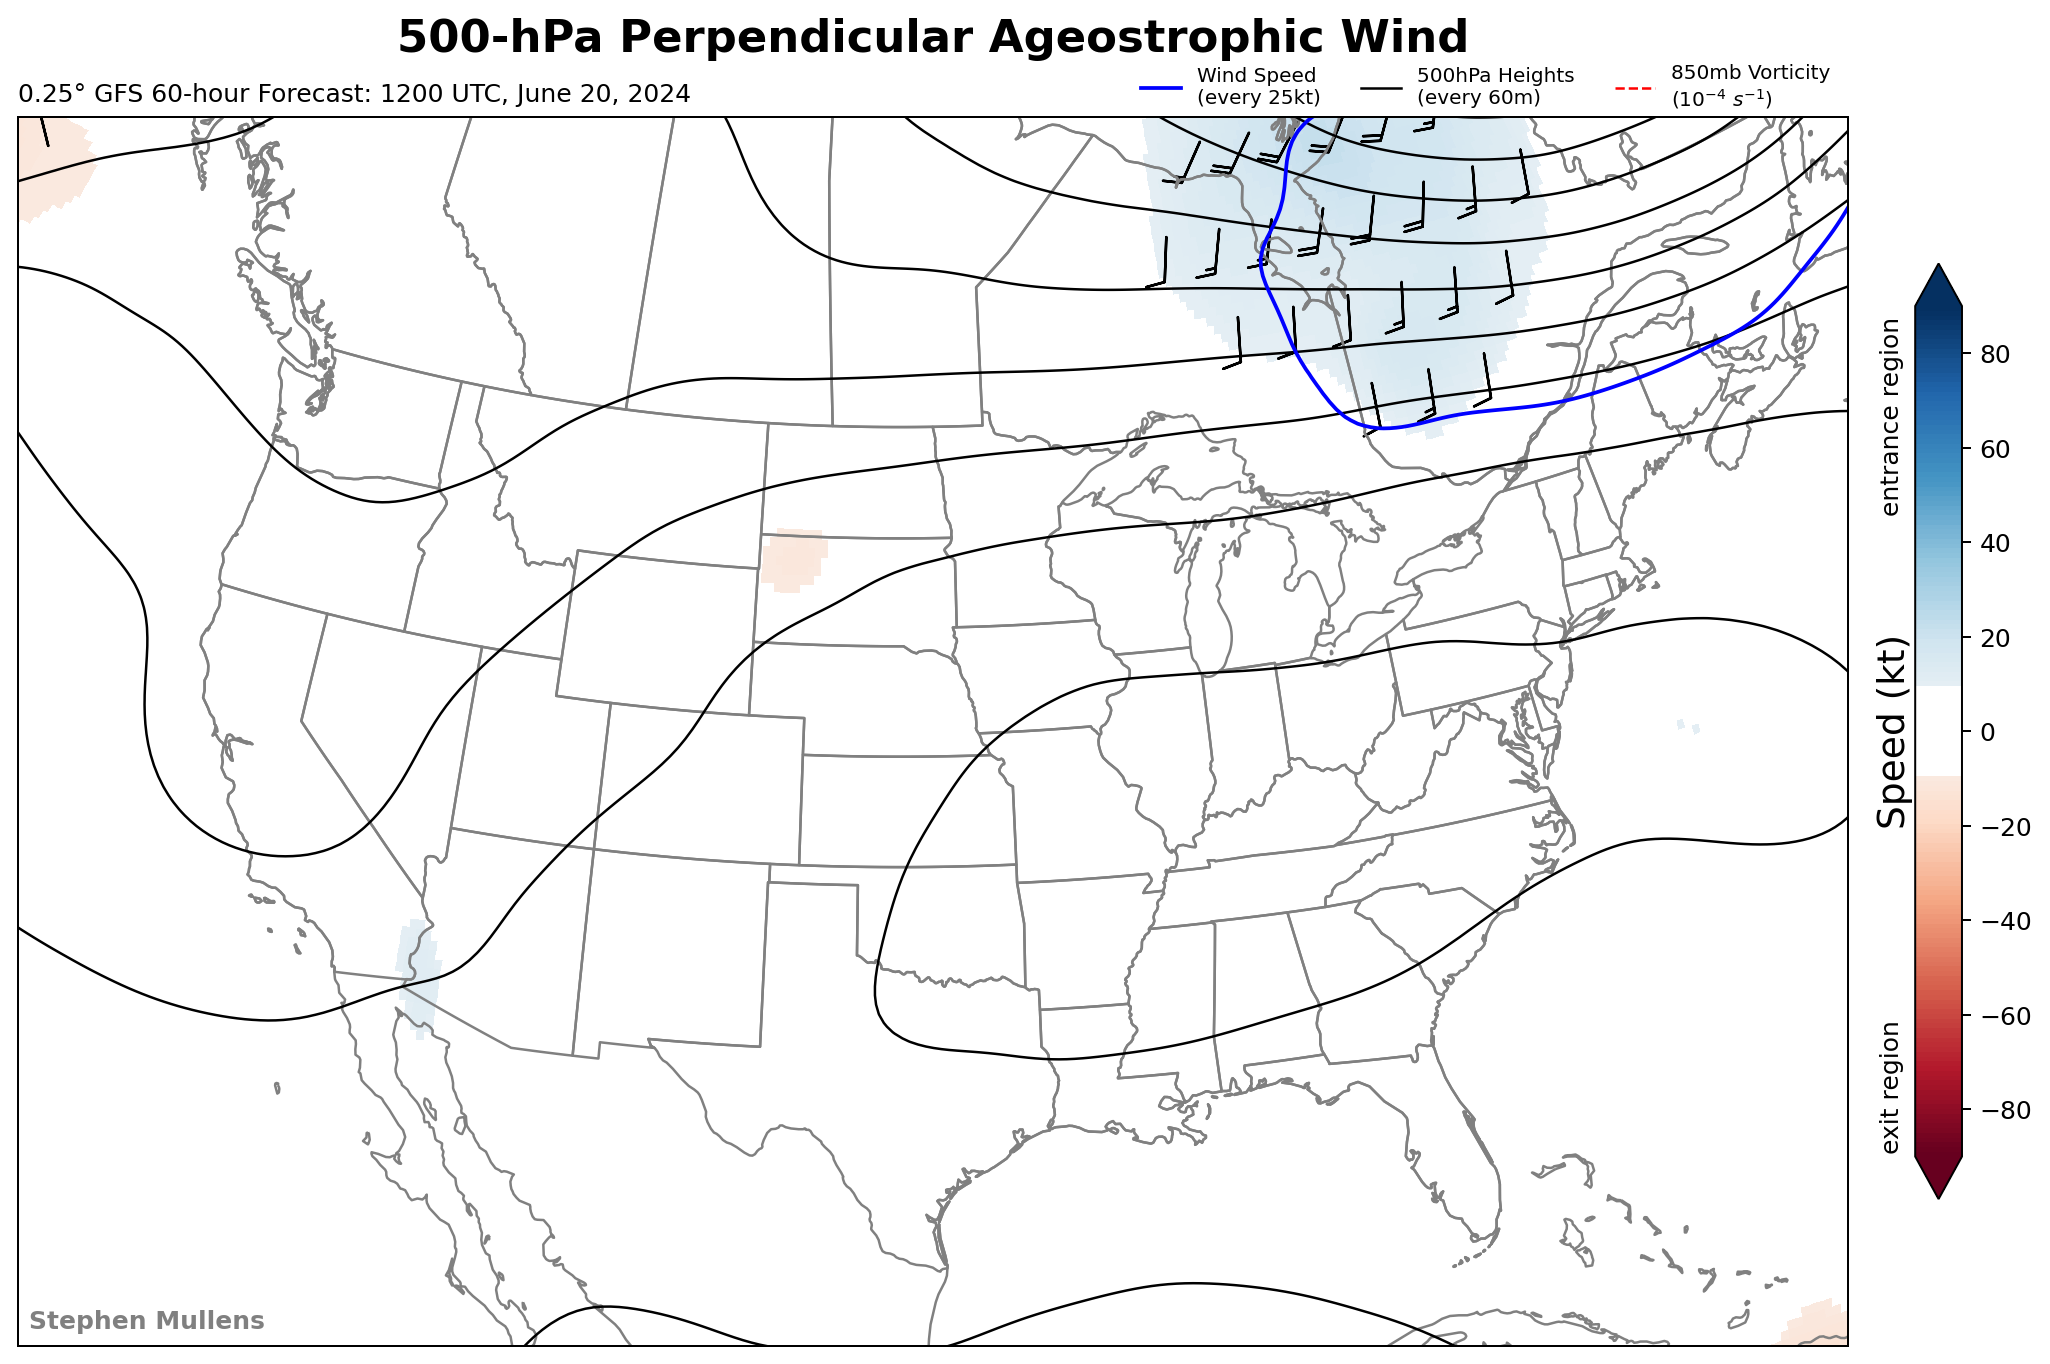 500-hPa Perpendicular Ageostrophic Wind
0.25° GFS 60-hour Forecast: 1200 UTC, June 20, 2024
Wind Speed
(every 25kt)
500hPa Heights
(every 60m)
850mb Vorticity
(10⁻⁴ s⁻¹)
entrance region
Speed (kt)
exit region
80
60
40
20
0
−20
−40
−60
−80
Stephen Mullens